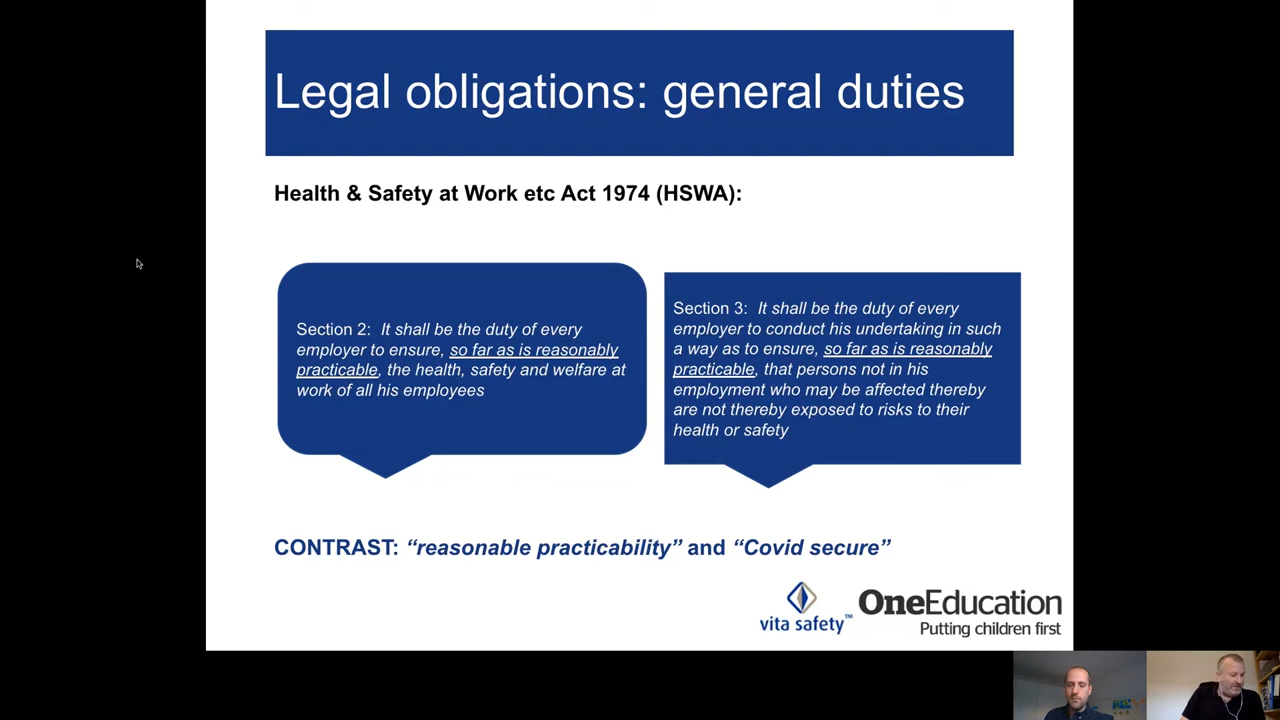 Legal obligations: general duties
Health & Safety at Work etc Act 1974 (HSWA):
Section 2: It shall be the duty of every
employer to ensure, so far as is reasonably
practicable, the health, safety and welfare at
work of all his employees
Section 3: It shall be the duty of every
employer to conduct his undertaking in such
a way as to ensure, so far as is reasonably
practicable, that persons not in his
employment who may be affected thereby
are not thereby exposed to risks to their
health or safety
CONTRAST: “reasonable practicability” and “Covid secure”
vita safety™
OneEducation
Putting children first